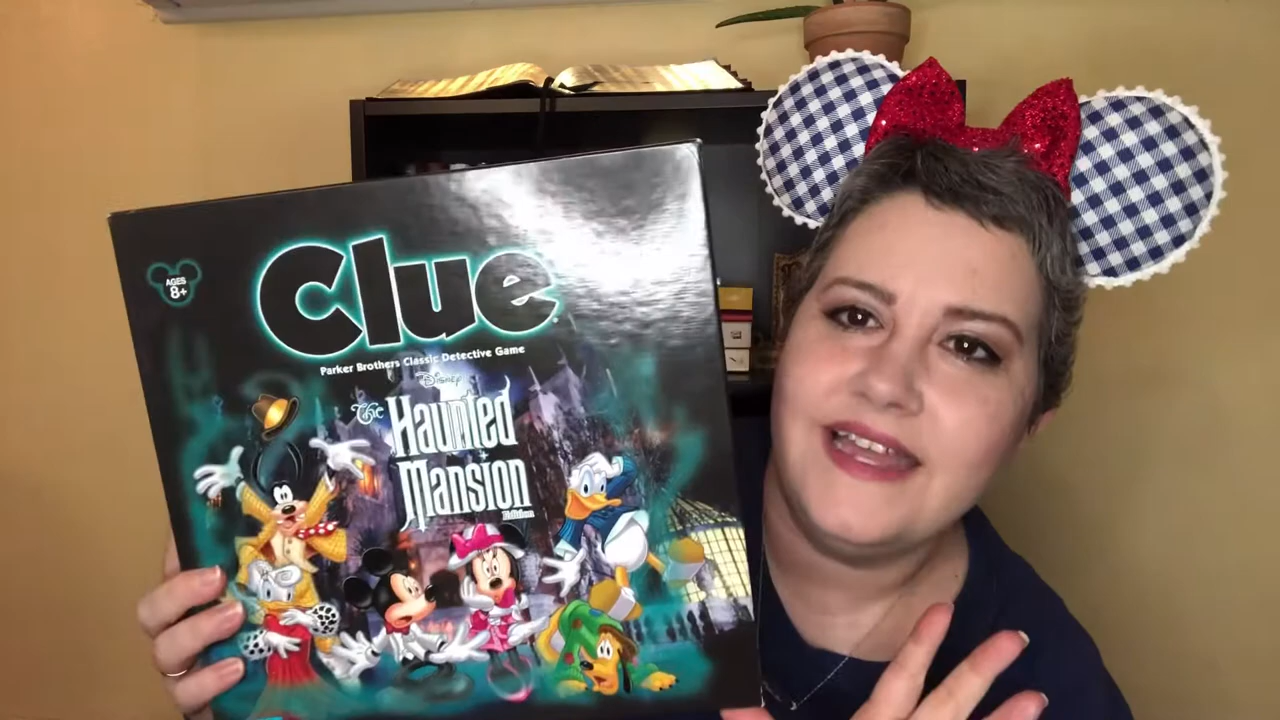 AGES
8+
Clue
Parker Brothers Classic Detective Game
Disney
The Haunted
Mansion
Edition